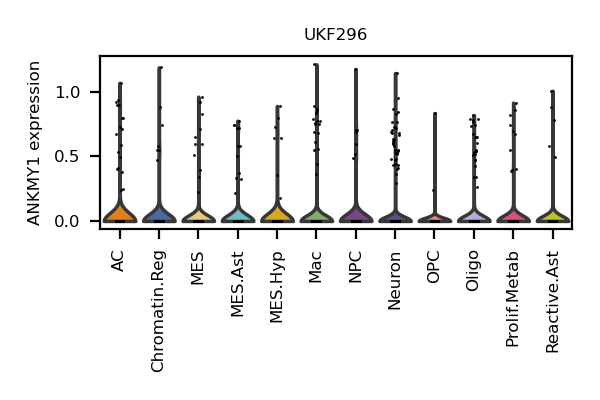 UKF296
ANKMY1 expression
1.0
0.5
0.0
AC
Chromatin.Reg
MES
MES.Ast
MES.Hyp
Mac
NPC
Neuron
OPC
Oligo
Prolif.Metab
Reactive.Ast